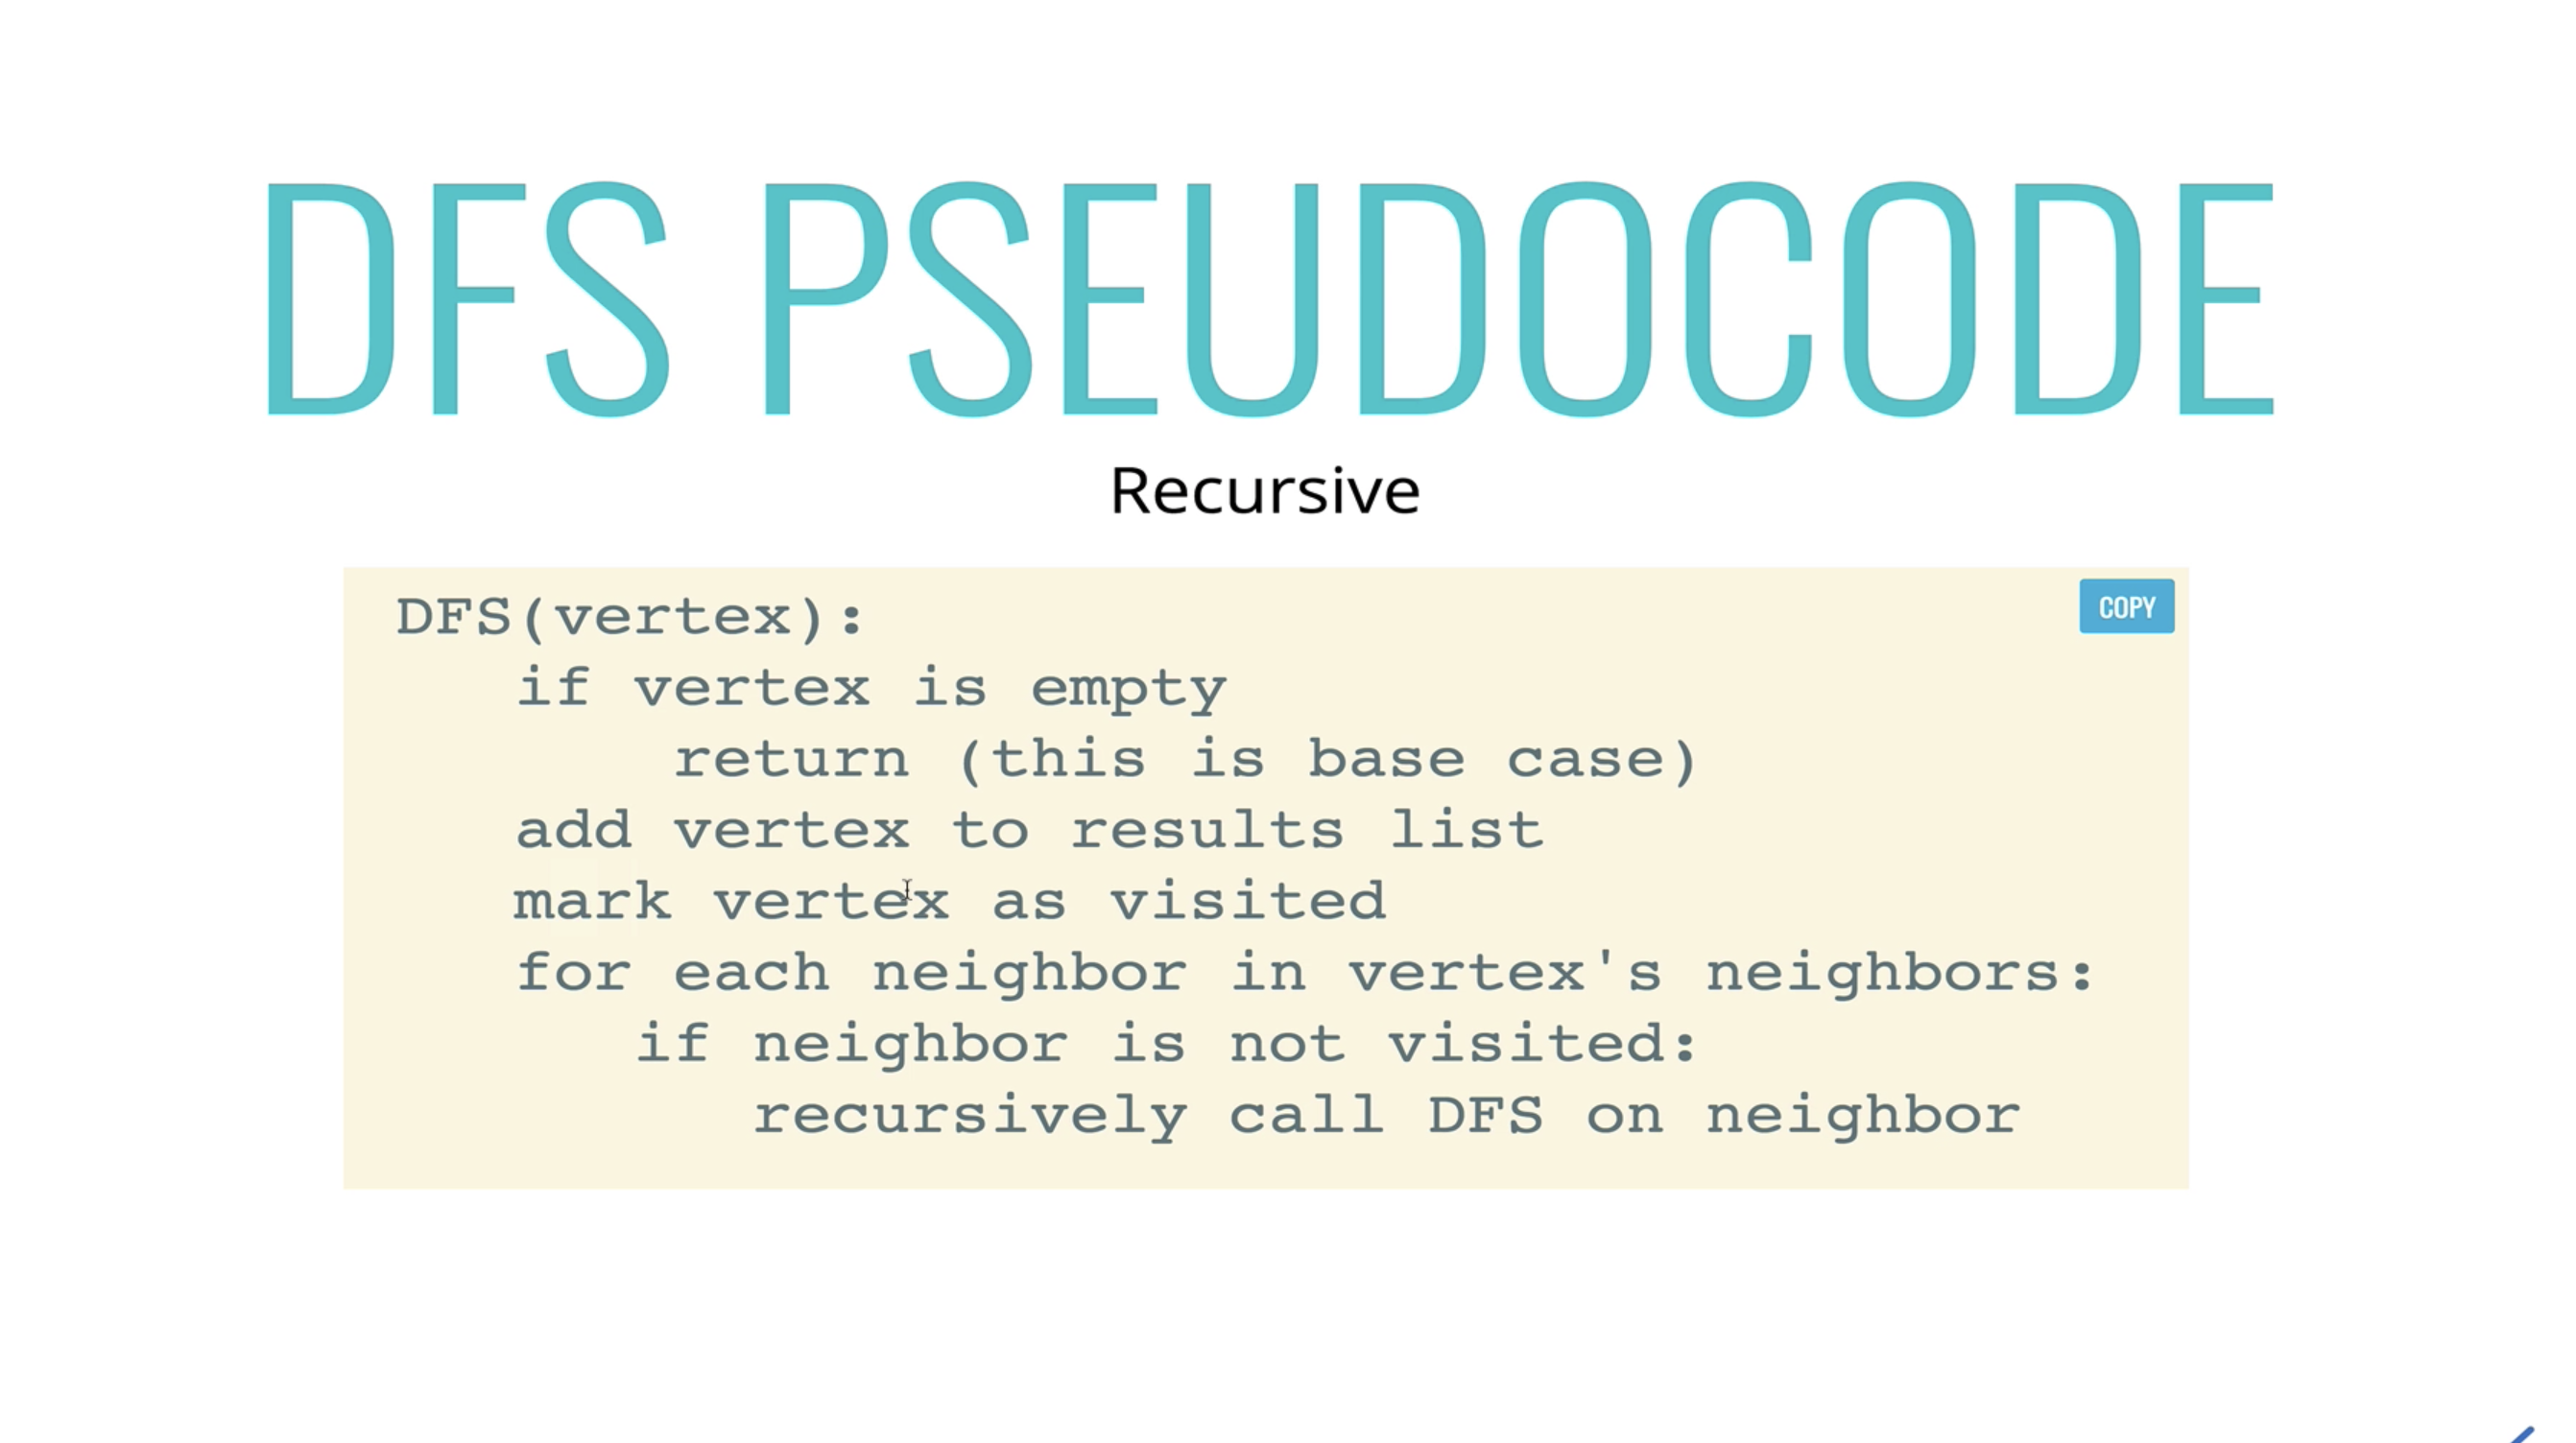 DFS PSEUDOCODE
Recursive
COPY
DFS(vertex):
    if vertex is empty
        return (this is base case)
    add vertex to results list
    mark vertex as visited
    for each neighbor in vertex's neighbors:
       if neighbor is not visited:
          recursively call DFS on neighbor